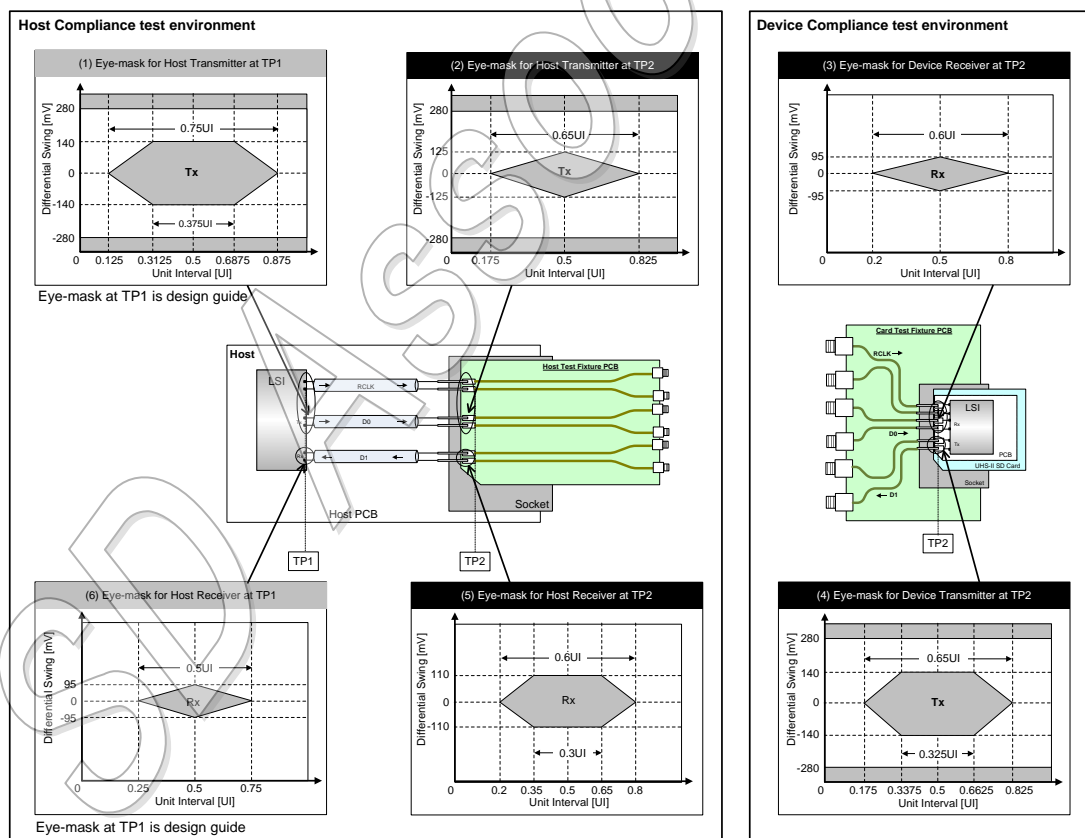 Host Compliance test environment
(1) Eye-mask for Host Transmitter at TP1
Differential Swing [mV]
280
140
0
-140
-280
0.75UI
Tx
0.375UI
0 0.125 0.3125 0.5 0.6875 0.875
Unit Interval [UI]
Eye-mask at TP1 is design guide
(2) Eye-mask for Host Transmitter at TP2
Differential Swing [mV]
280
125
0
-125
-280
0.65UI
Tx
0 0.175 0.5 0.825
Unit Interval [UI]
Host
LSI
RCLK
D0
D1
Rx
Host Test Fixture PCB
Socket
Host PCB
TP1
TP2
(6) Eye-mask for Host Receiver at TP1
Differential Swing [mV]
95
0
-95
0.5UI
Rx
0 0.25 0.5 0.75
Unit Interval [UI]
Eye-mask at TP1 is design guide
(5) Eye-mask for Host Receiver at TP2
Differential Swing [mV]
110
0
-110
0.6UI
Rx
0.3UI
0 0.2 0.35 0.5 0.65 0.8
Unit Interval [UI]
Device Compliance test environment
(3) Eye-mask for Device Receiver at TP2
Differential Swing [mV]
95
0
-95
0.6UI
Rx
0 0.2 0.5 0.8
Unit Interval [UI]
Card Test Fixture PCB
RCLK
D0
D1
LSI
Rx
Tx
PCB
UHS-II SD Card
Socket
TP2
(4) Eye-mask for Device Transmitter at TP2
Differential Swing [mV]
280
140
0
-140
-280
0.65UI
Tx
0.325UI
0 0.175 0.3375 0.5 0.6625 0.825
Unit Interval [UI]
SD Assoc